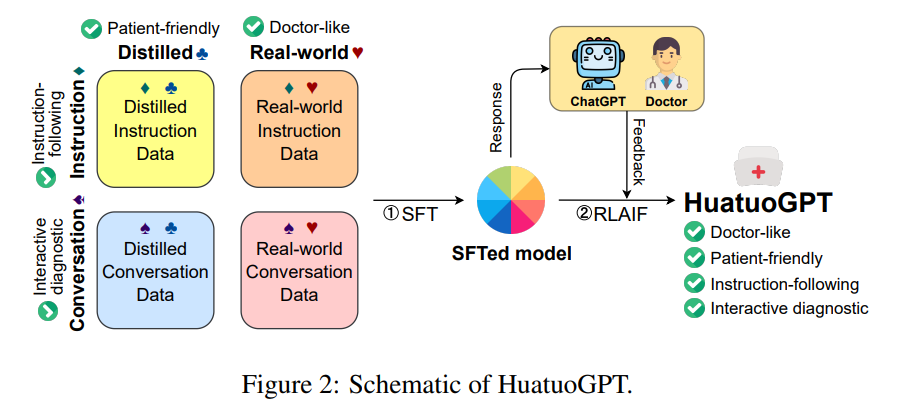 Patient-friendly
Distilled ♣
Doctor-like
Real-world ♥
Instruction-
following
Instruction ♦
Interactive
diagnostic
Conversation ♠
♦ ♣
Distilled
Instruction
Data
♦ ♥
Real-world
Instruction
Data
♠ ♣
Distilled
Conversation
Data
♠ ♥
Real-world
Conversation
Data
①SFT
SFTed model
Response
AI
ChatGPT
Doctor
Feedback
②RLAIF
HuatuoGPT
Doctor-like
Patient-friendly
Instruction-following
Interactive diagnostic
Figure 2: Schematic of HuatuoGPT.